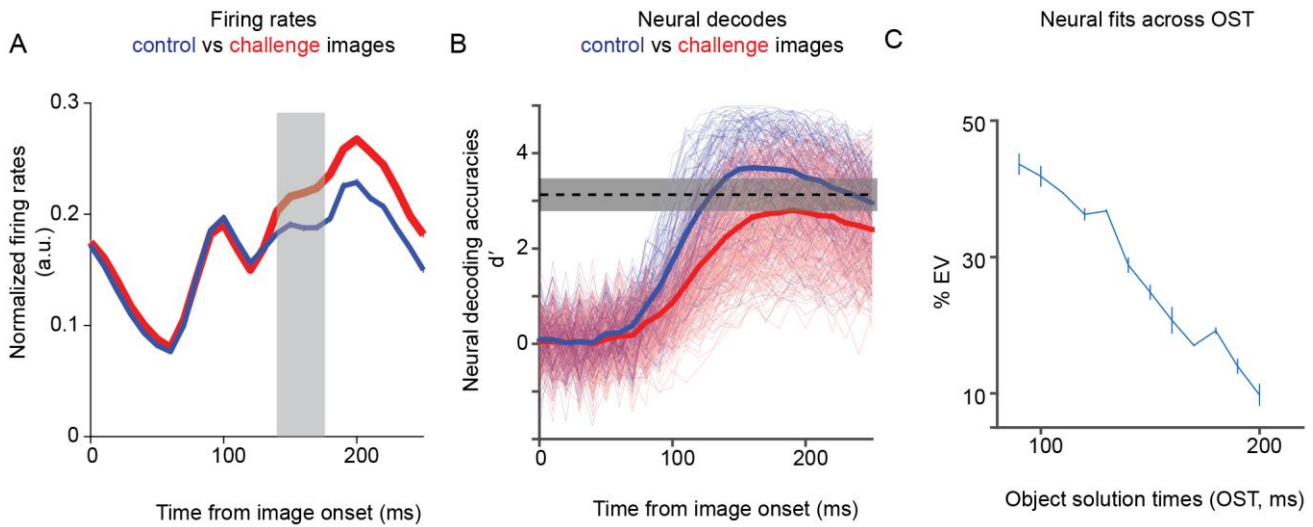 A
Firing rates
control vs challenge images
Normalized firing rates
(a.u.)
0.3
0.2
0.1
0
0
100
200
Time from image onset (ms)
B
Neural decodes
control vs challenge images
Neural decoding accuracies
d′
4
2
0
0
100
200
Time from image onset (ms)
C
Neural fits across OST
% EV
50
30
10
100
200
Object solution times (OST, ms)